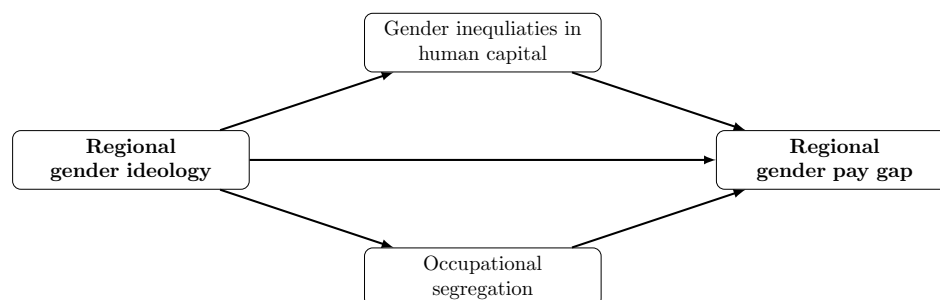 Gender inequliaties in
human capital
Regional
gender ideology
Regional
gender pay gap
Occupational
segregation